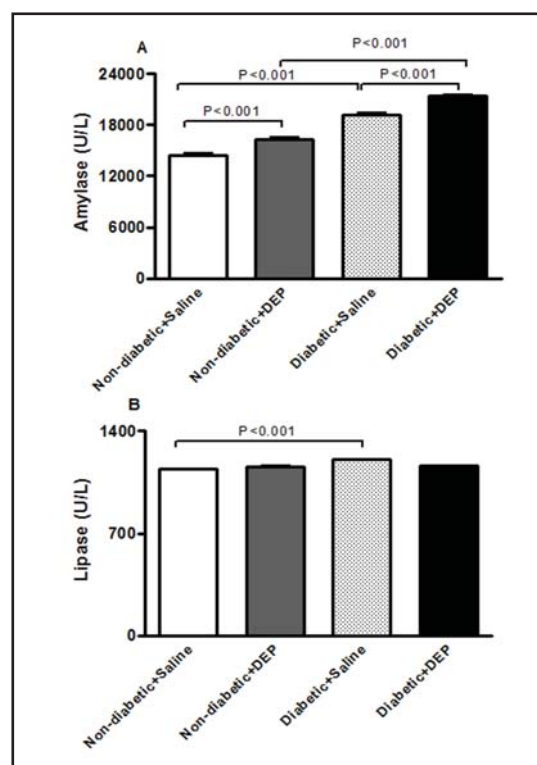 A
P<0.001
P<0.001
P<0.001
P<0.001
Amylase (U/L)
24000
18000
12000
6000
0
Non-diabetic+Saline
Non-diabetic+DEP
Diabetic+Saline
Diabetic+DEP
B
P<0.001
Lipase (U/L)
1400
700
0
Non-diabetic+Saline
Non-diabetic+DEP
Diabetic+Saline
Diabetic+DEP